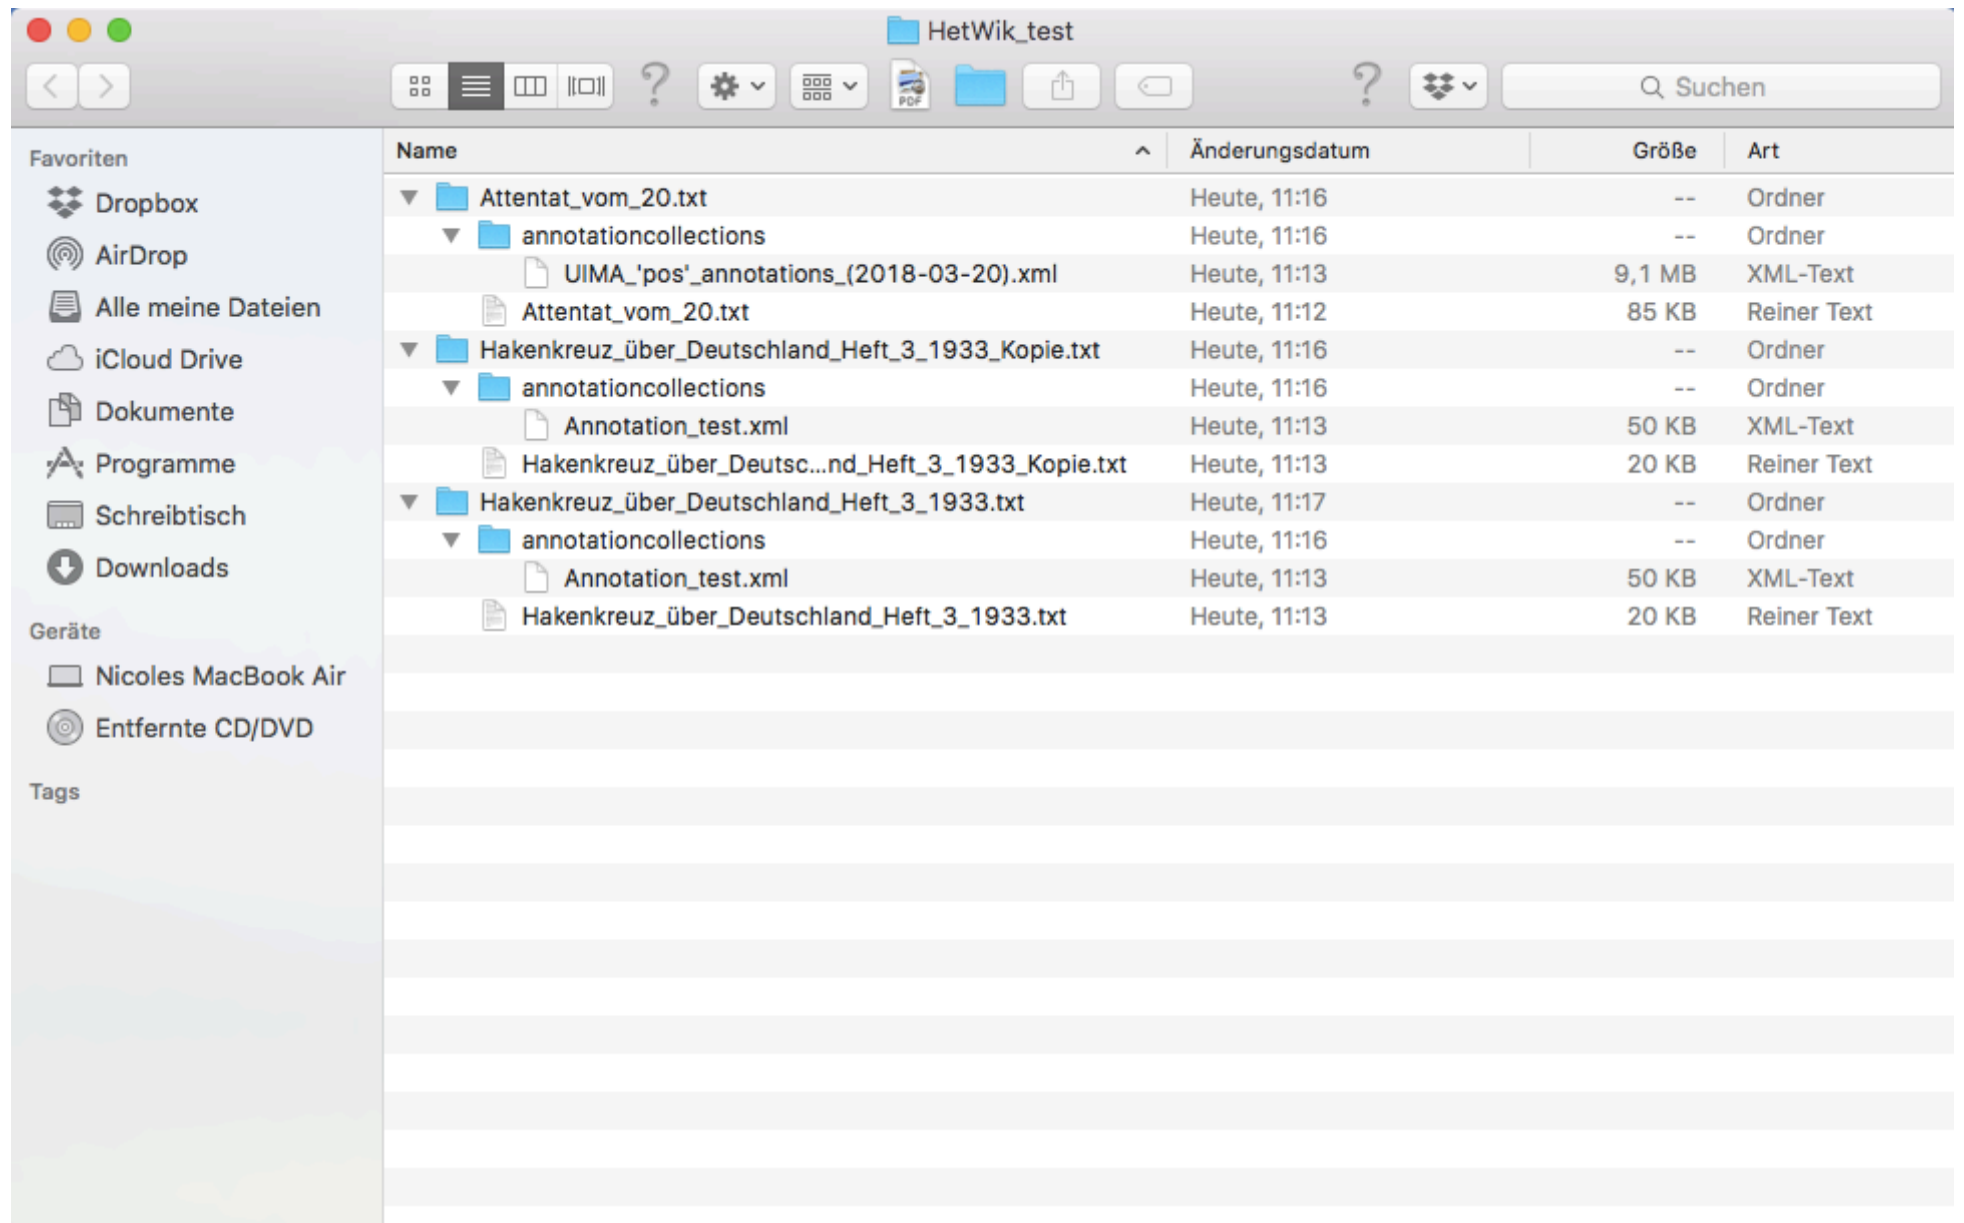 HetWik_test
PDF
Suchen
Favoriten
Dropbox
AirDrop
Alle meine Dateien
iCloud Drive
Dokumente
Programme
Schreibtisch
Downloads
Geräte
Nicoles MacBook Air
Entfernte CD/DVD
Tags
Name Änderungsdatum Größe Art
Attentat_vom_20.txt Heute, 11:16 -- Ordner
annotationcollections Heute, 11:16 -- Ordner
UIMA_'pos'_annotations_(2018-03-20).xml Heute, 11:13 9,1 MB XML-Text
Attentat_vom_20.txt Heute, 11:12 85 KB Reiner Text
Hakenkreuz_über_Deutschland_Heft_3_1933_Kopie.txt Heute, 11:16 -- Ordner
annotationcollections Heute, 11:16 -- Ordner
Annotation_test.xml Heute, 11:13 50 KB XML-Text
Hakenkreuz_über_Deutsc...nd_Heft_3_1933_Kopie.txt Heute, 11:13 20 KB Reiner Text
Hakenkreuz_über_Deutschland_Heft_3_1933.txt Heute, 11:17 -- Ordner
annotationcollections Heute, 11:16 -- Ordner
Annotation_test.xml Heute, 11:13 50 KB XML-Text
Hakenkreuz_über_Deutschland_Heft_3_1933.txt Heute, 11:13 20 KB Reiner Text